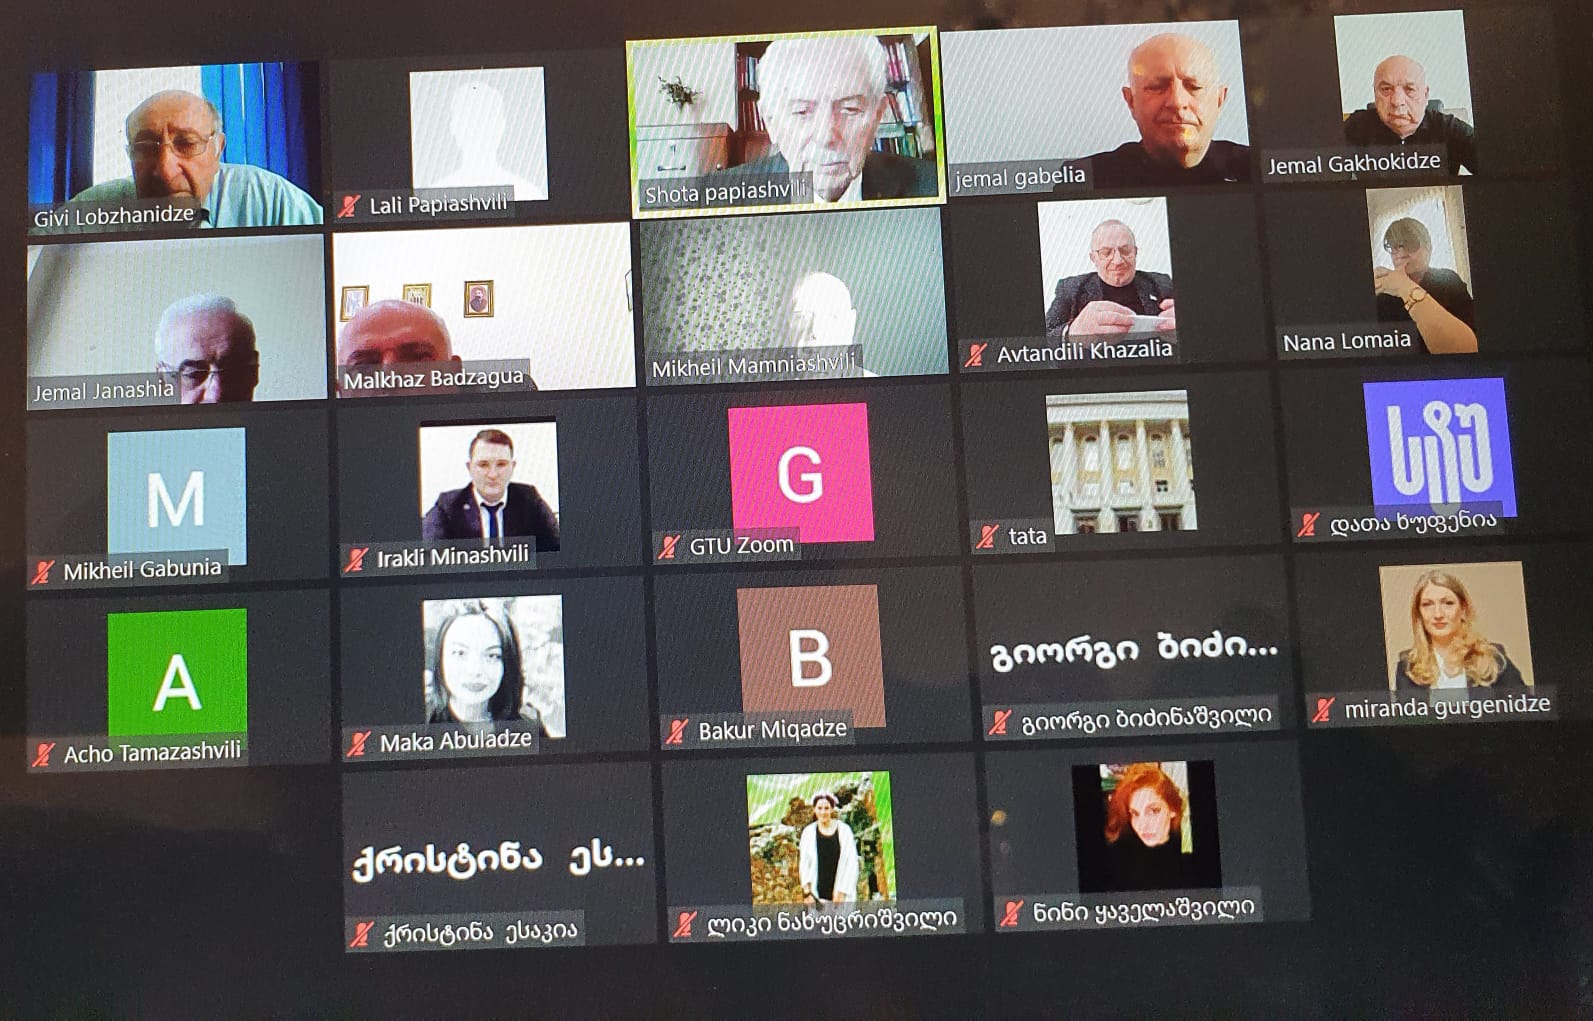 Givi Lobzhanidze
Lali Papiashvili
Shota papiashvili
jemal gabelia
Jemal Gakhokidze
Jemal Janashia
Malkhaz Badzagua
Mikheil Mamniashvili
Avtandili Khazalia
Nana Lomaia
M
Mikheil Gabunia
Irakli Minashvili
G
GTU Zoom
tata
სტუ
დათა ხუფენია
A
Acho Tamazashvili
Maka Abuladze
B
Bakur Miqadze
გიორგი ბიძი...
გიორგი ბიძინაშვილი
miranda gurgenidze
ქრისტინა ეს...
ქრისტინა ესაკია
ლიკი ნახუცრიშვილი
ნინი ყაველაშვილი